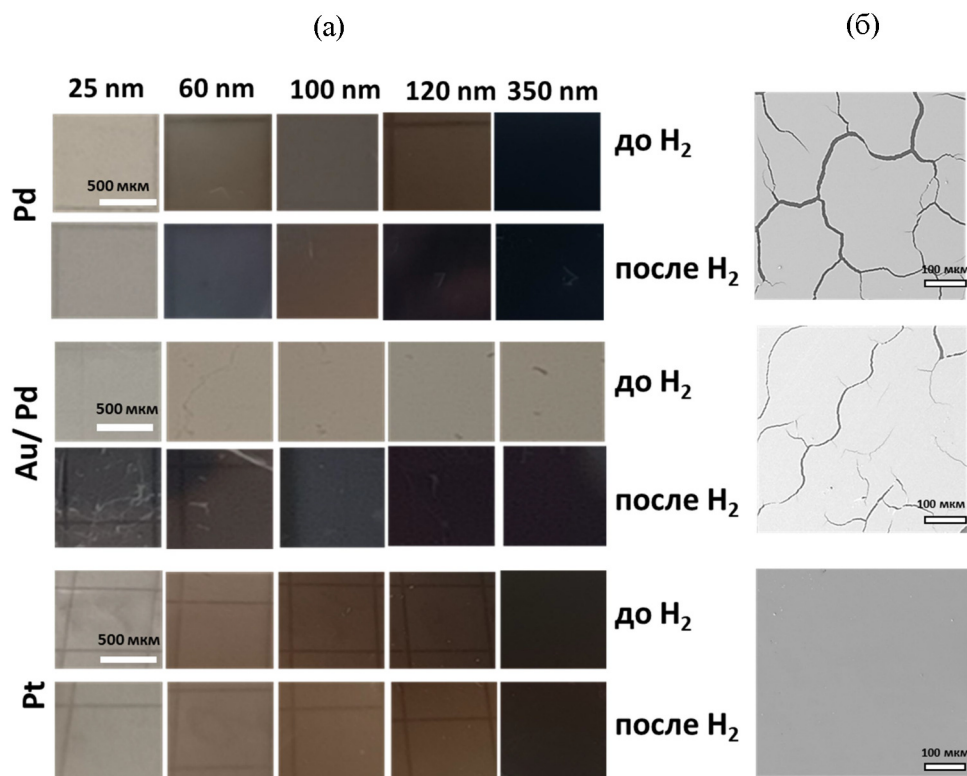 (а)
(б)
25 nm 60 nm 100 nm 120 nm 350 nm
Pd
500 мкм
до H₂
после H₂
100 мкм
Au/ Pd
500 мкм
до H₂
после H₂
100 мкм
Pt
500 мкм
до H₂
после H₂
100 мкм